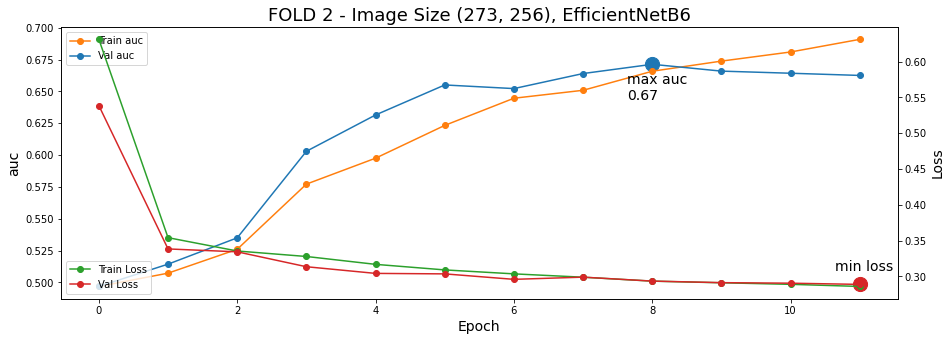 FOLD 2 - Image Size (273, 256), EfficientNetB6
0.700
0.675
0.650
0.625
0.600
0.575
0.550
0.525
0.500
auc
Train auc
Val auc
max auc
0.67
0.60
0.55
0.50
0.45
0.40
0.35
0.30
Loss
min loss
Train Loss
Val Loss
0 2 4 6 8 10
Epoch